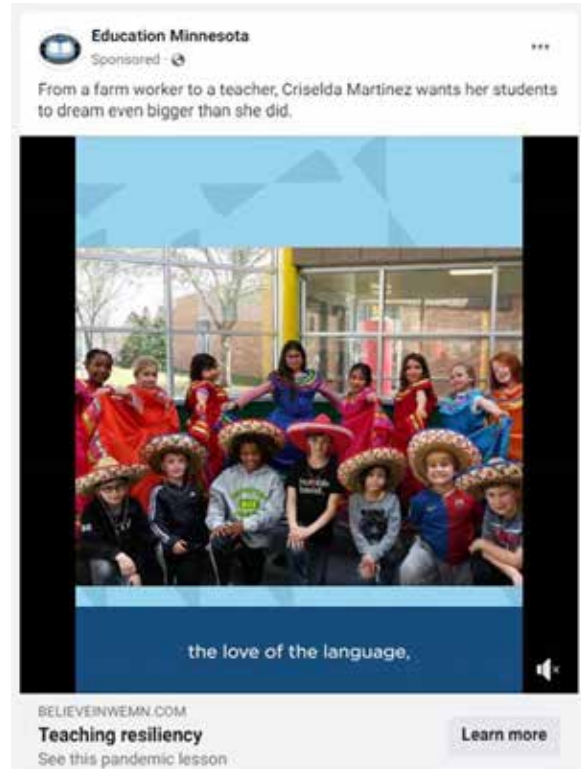 Education Minnesota
Sponsored ·
From a farm worker to a teacher, Criselda Martinez wants her students
to dream even bigger than she did.
the love of the language,
BELIEVEINWEMN.COM
Teaching resiliency
Learn more
See this pandemic lesson